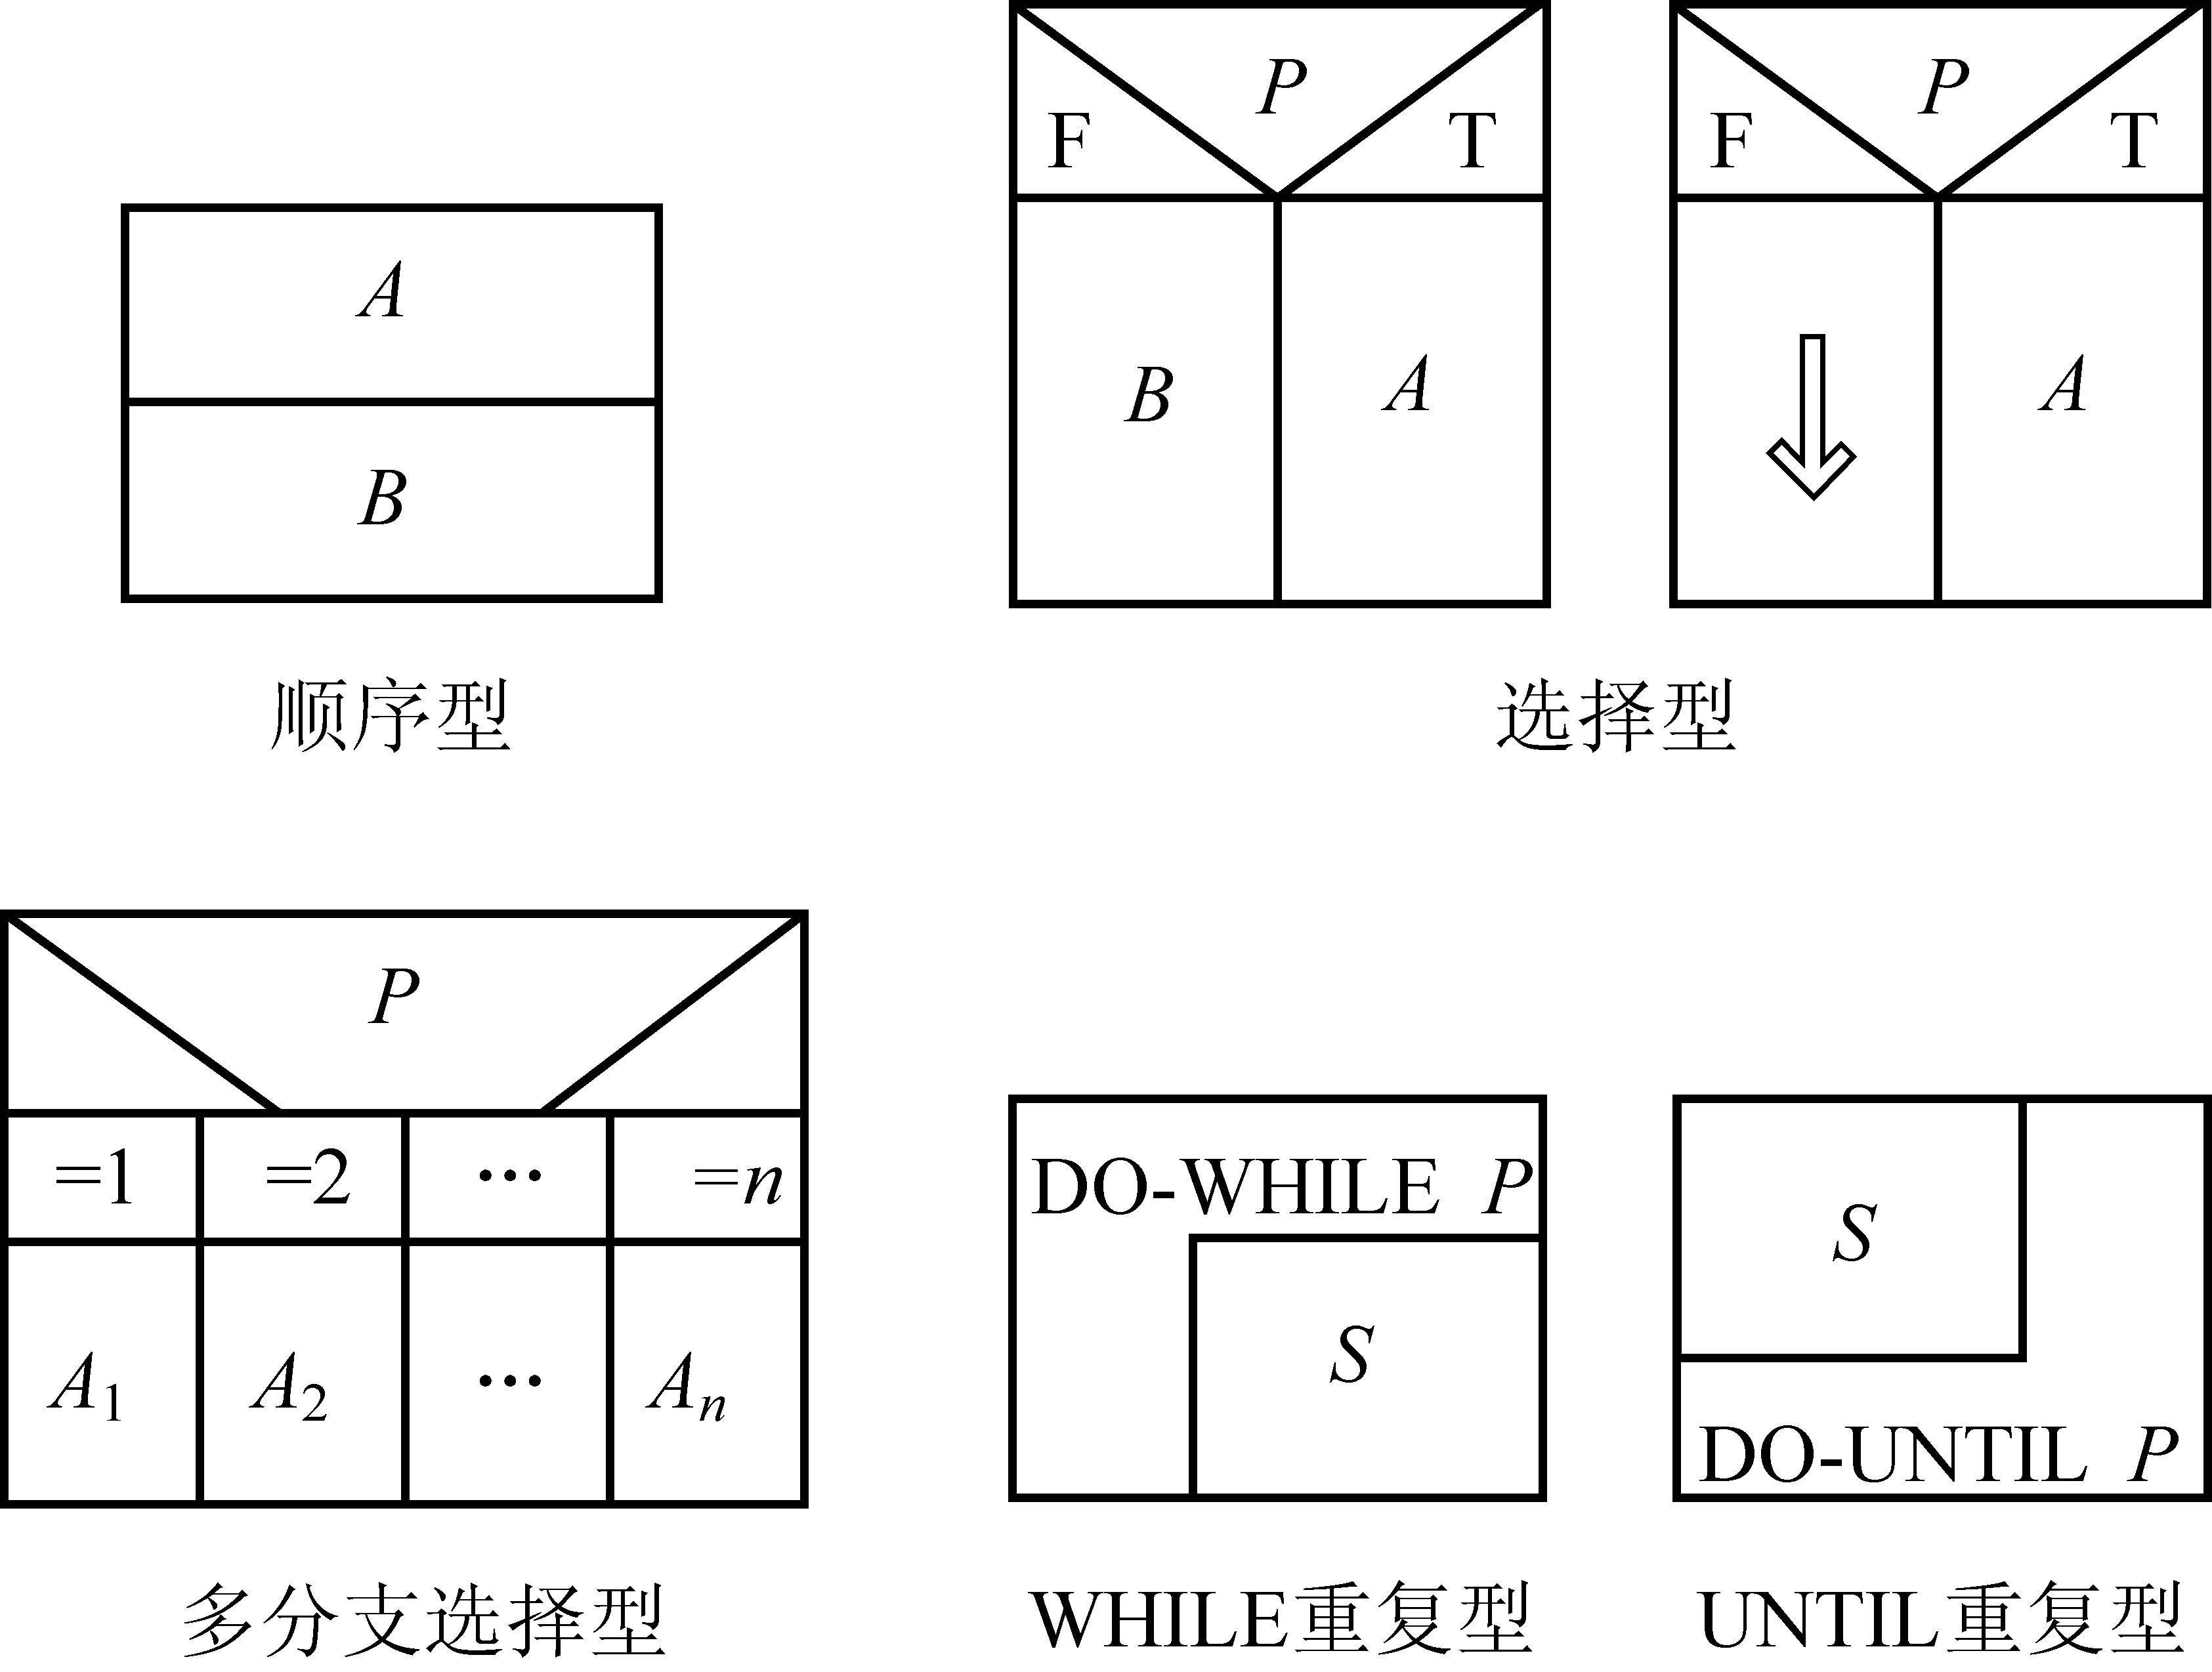 A
B
顺序型
P
F
T
B
A
P
F
T
A
选择型
P
=1
=2
···
=n
A1
A2
···
An
多分支选择型
DO-WHILE P
S
WHILE重复型
S
DO-UNTIL P
UNTIL重复型